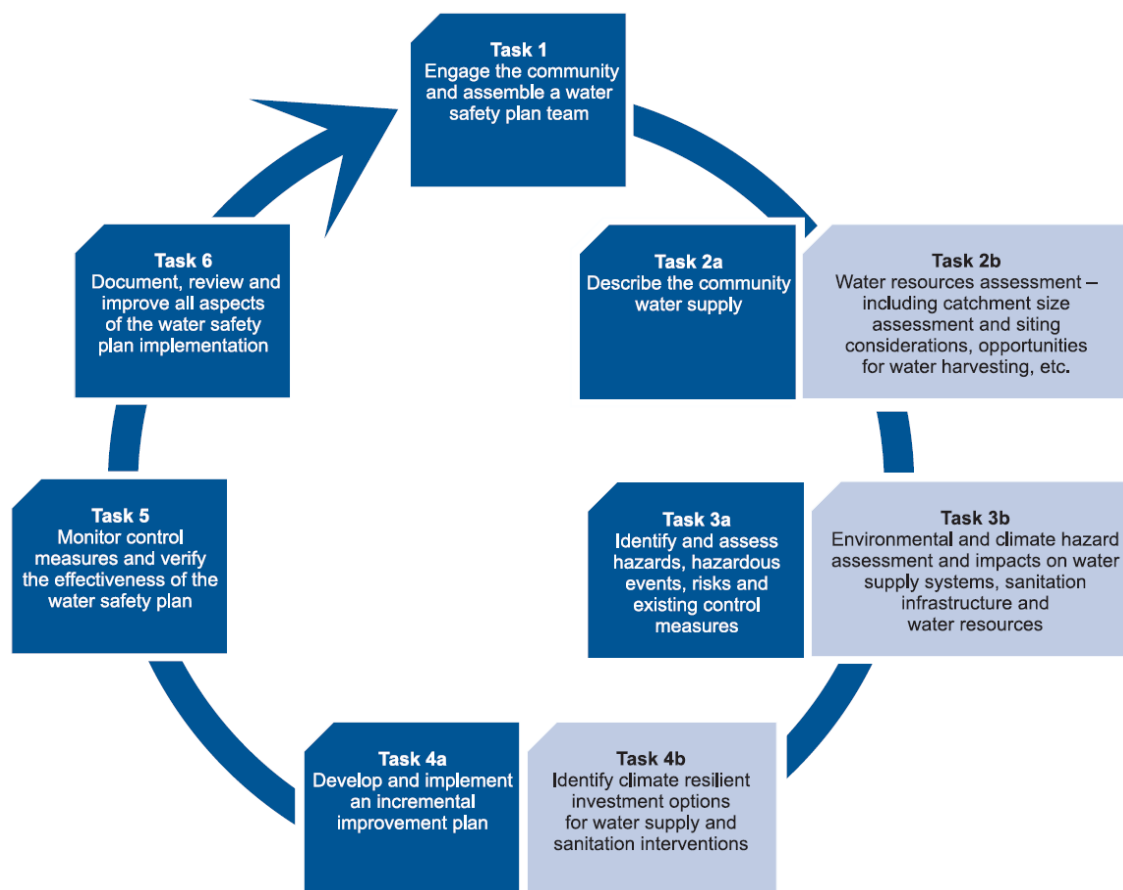 Task 1
Engage the community
and assemble a water
safety plan team
Task 2a
Describe the community
water supply
Task 2b
Water resources assessment –
including catchment size
assessment and siting
considerations, opportunities
for water harvesting, etc.
Task 3a
Identify and assess
hazards, hazardous
events, risks and
existing control
measures
Task 3b
Environmental and climate hazard
assessment and impacts on water
supply systems, sanitation
infrastructure and
water resources
Task 4a
Develop and implement
an incremental
improvement plan
Task 4b
Identify climate resilient
investment options
for water supply and
sanitation interventions
Task 5
Monitor control
measures and verify
the effectiveness of the
water safety plan
Task 6
Document, review and
improve all aspects
of the water safety
plan implementation